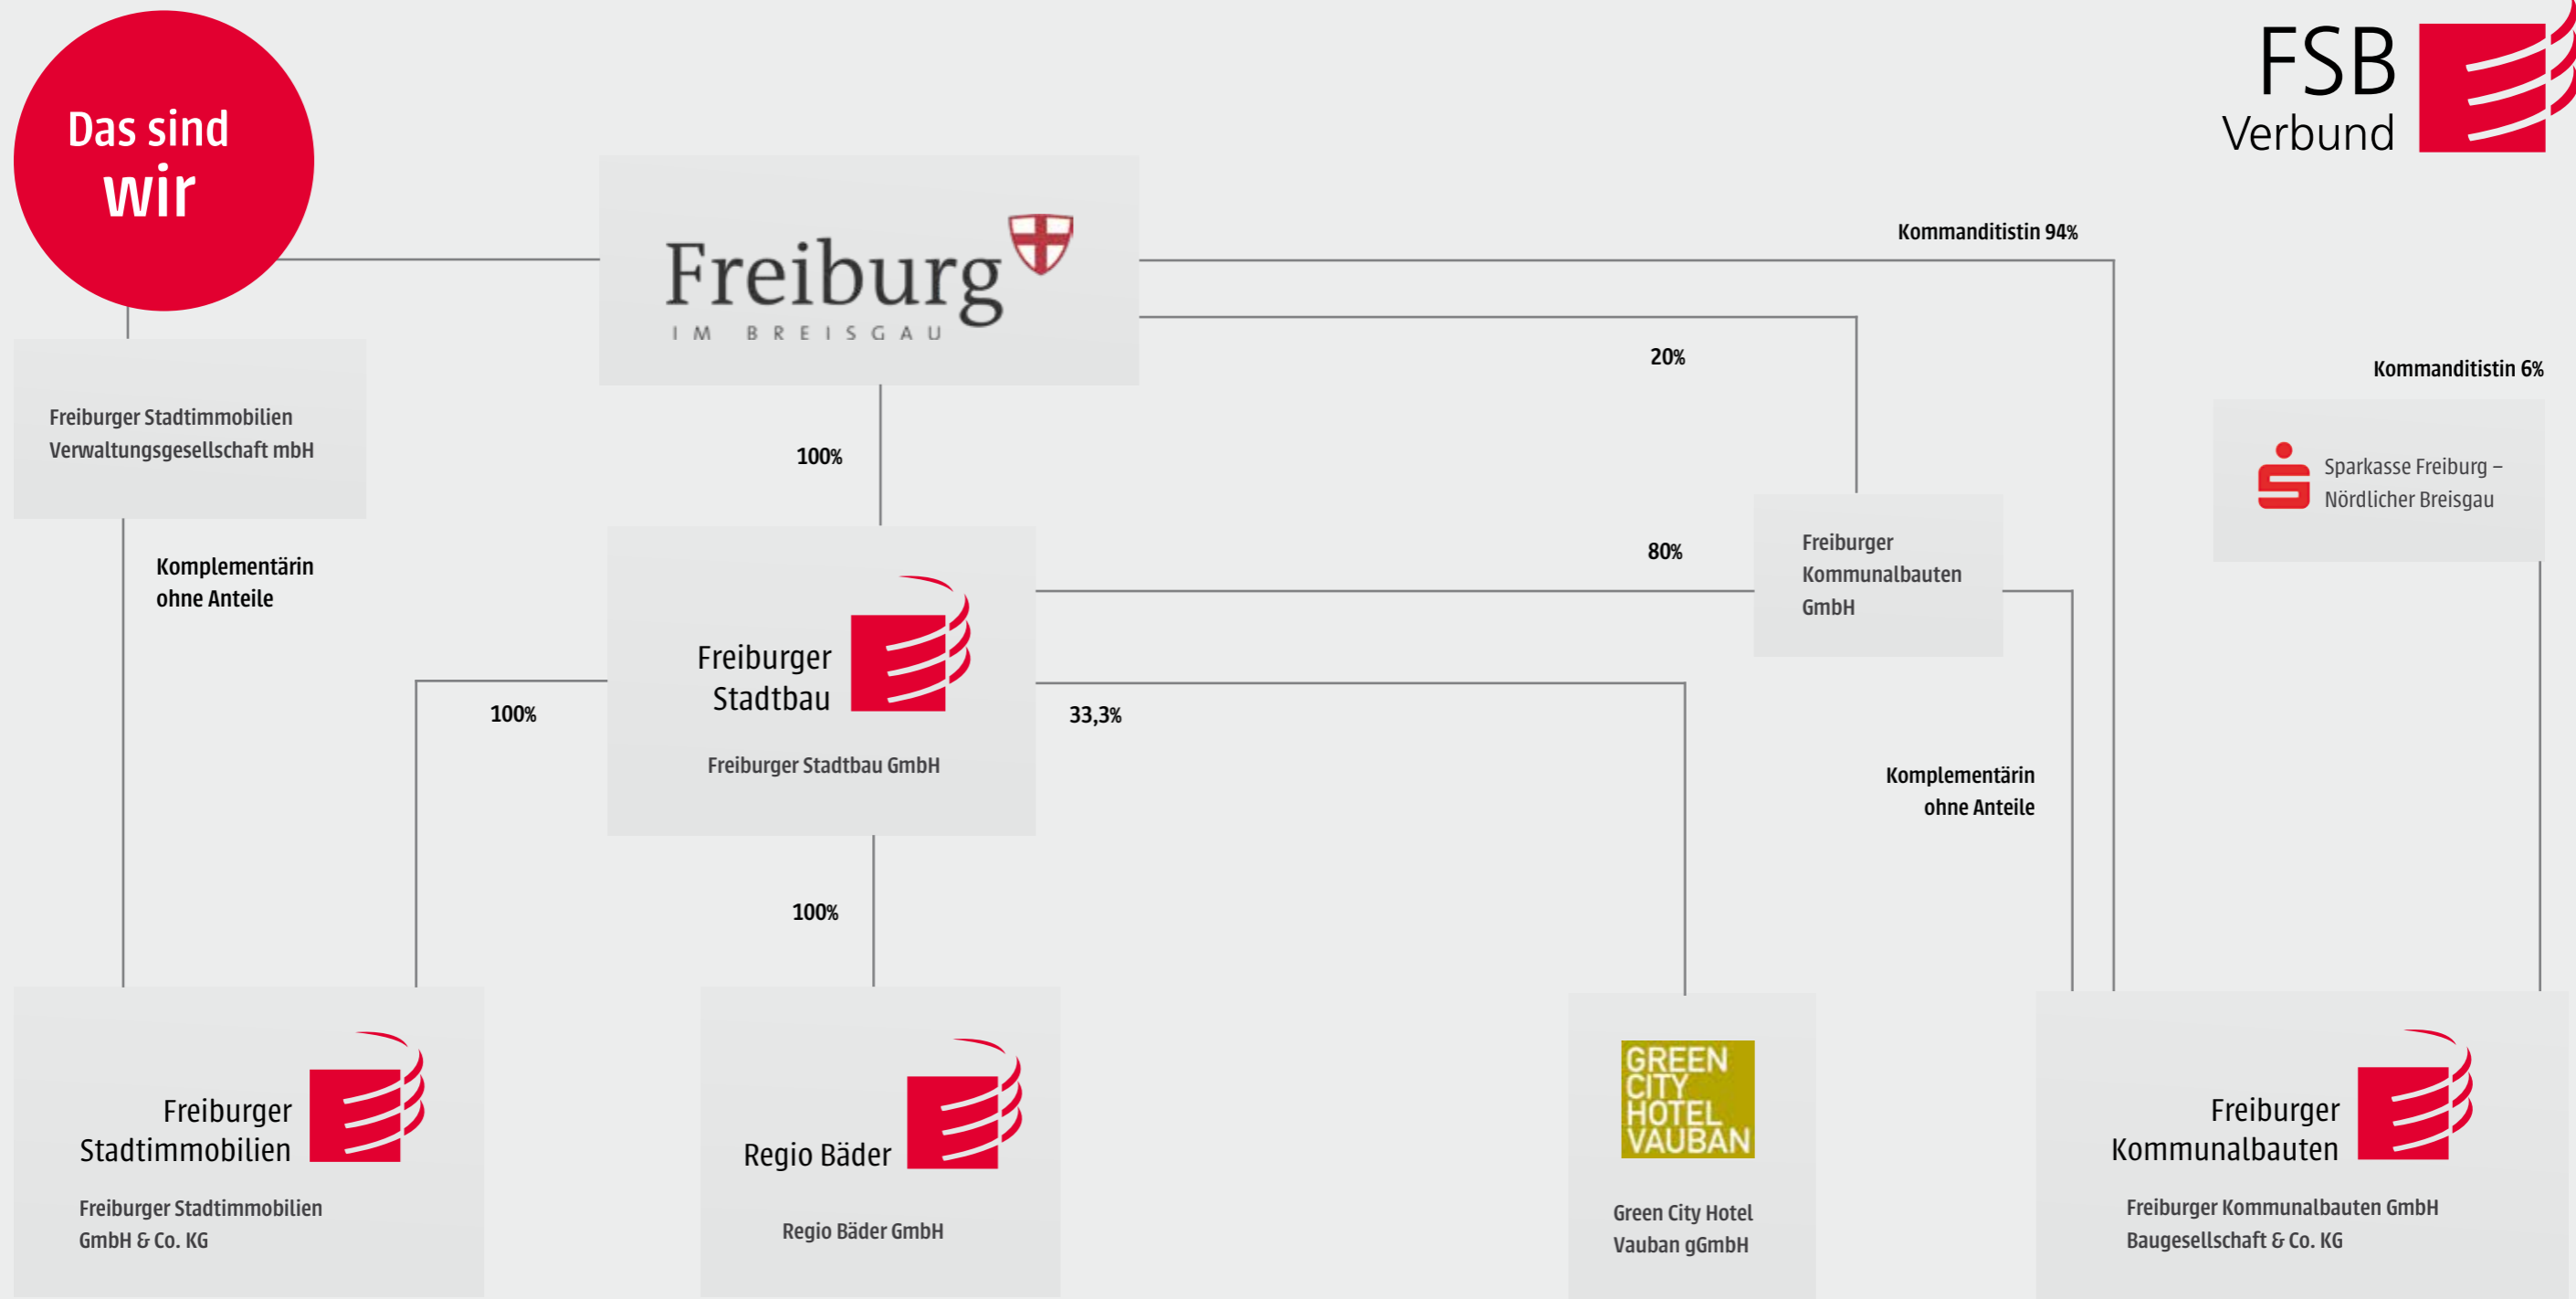 Das sind
wir
FSB
Verbund
Freiburg
IM BREISGAU
Kommanditistin 94%
20%
Kommanditistin 6%
Freiburger Stadtimmobilien
Verwaltungsgesellschaft mbH
100%
Sparkasse Freiburg –
Nördlicher Breisgau
Komplementärin
ohne Anteile
80%
Freiburger
Kommunalbauten
GmbH
Freiburger
Stadtbau
Freiburger Stadtbau GmbH
100%
33,3%
Komplementärin
ohne Anteile
100%
Freiburger
Stadtimmobilien
Freiburger Stadtimmobilien
GmbH & Co. KG
Regio Bäder
Regio Bäder GmbH
GREEN
CITY
HOTEL
VAUBAN
Green City Hotel
Vauban gGmbH
Freiburger
Kommunalbauten
Freiburger Kommunalbauten GmbH
Baugesellschaft & Co. KG